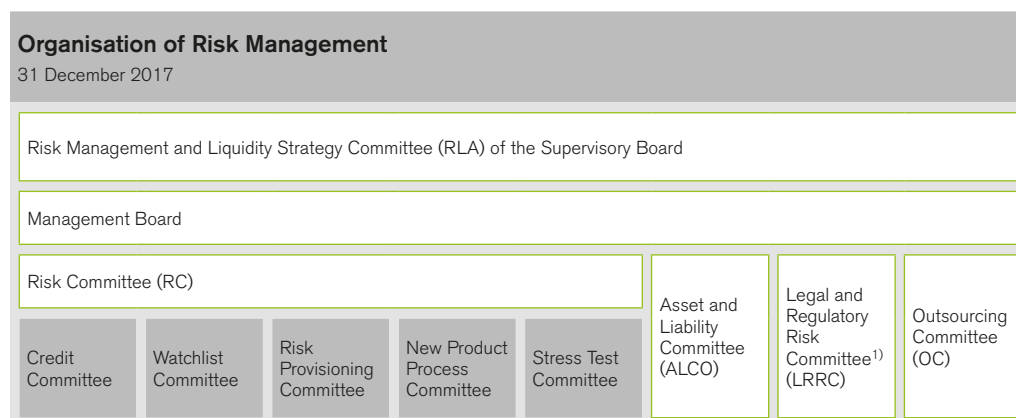 Organisation of Risk Management
31 December 2017
Risk Management and Liquidity Strategy Committee (RLA) of the Supervisory Board
Management Board
Risk Committee (RC)
Credit
Committee
Watchlist
Committee
Risk
Provisioning
Committee
New Product
Process
Committee
Stress Test
Committee
Asset and
Liability
Committee
(ALCO)
Legal and
Regulatory
Risk
Committee1)
(LRRC)
Outsourcing
Committee
(OC)